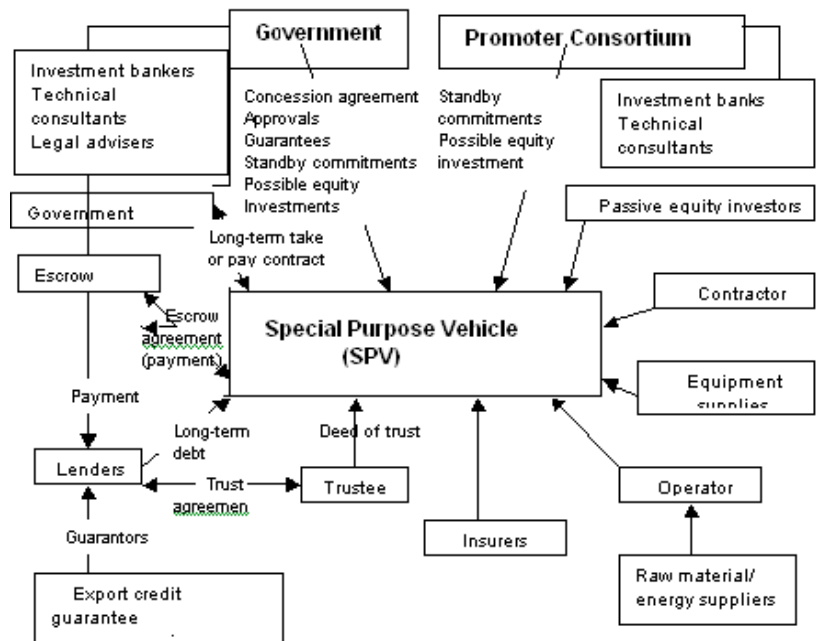 Government
Promoter Consortium
Investment bankers
Technical
consultants
Legal advisers
Concession agreement
Approvals
Guarantees
Standby commitments
Possible equity
Investments
Standby
commitments
Possible equity
investment
Investment banks
Technical
consultants
Government
Passive equity investors
Long-term take
or pay contract
Escrow
Contractor
Escrow
agreement
(payment)
Special Purpose Vehicle
(SPV)
Equipment
supplies
Payment
Long-term
debt
Deed of trust
Lenders
Trust
agreemen
Trustee
Operator
Guarantors
Insurers
Export credit
guarantee
Raw material/
energy suppliers